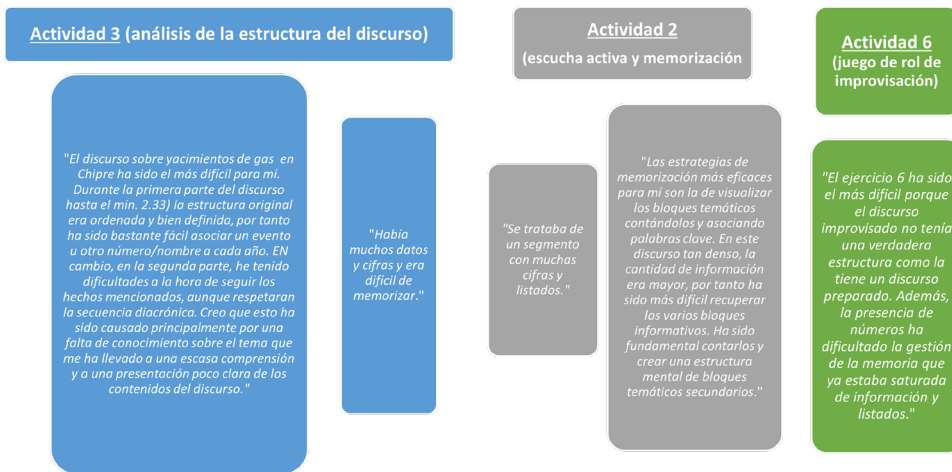 Actividad 3 (análisis de la estructura del discurso)
"El discurso sobre yacimientos de gas en
Chipre ha sido el más difícil para mí.
Durante la primera parte del discurso
hasta el min. 2.33) la estructura original
era ordenada y bien definida, por tanto
ha sido bastante fácil asociar un evento
u otro número/nombre a cada año. EN
cambio, en la segunda parte, he tenido
dificultades a la hora de seguir los
hechos mencionados, aunque respetaran
la secuencia diacrónica. Creo que esto ha
sido causado principalmente por una
falta de conocimiento sobre el tema que
me ha llevado a una escasa comprensión
y a una presentación poco clara de los
contenidos del discurso."
"Había
muchos datos
y cifras y era
difícil de
memorizar."
Actividad 2
(escucha activa y memorización
"Se trataba de
un segmento
con muchas
cifras y
listados."
"Las estrategias de
memorización más eficaces
para mí son la de visualizar
los bloques temáticos
contándolos y asociando
palabras clave. En este
discurso tan denso, la
cantidad de información
era mayor, por tanto ha
sido más difícil recuperar
los varios bloques
informativos. Ha sido
fundamental contarlos y
crear una estructura
mental de bloques
temáticos secundarios."
Actividad 6
(juego de rol de
improvisación)
"El ejercicio 6 ha sido
el más difícil porque
el discurso
improvisado no tenía
una verdadera
estructura como la
tiene un discurso
preparado. Además,
la presencia de
números ha
dificultado la gestión
de la memoria que
ya estaba saturada
de información y
listados."